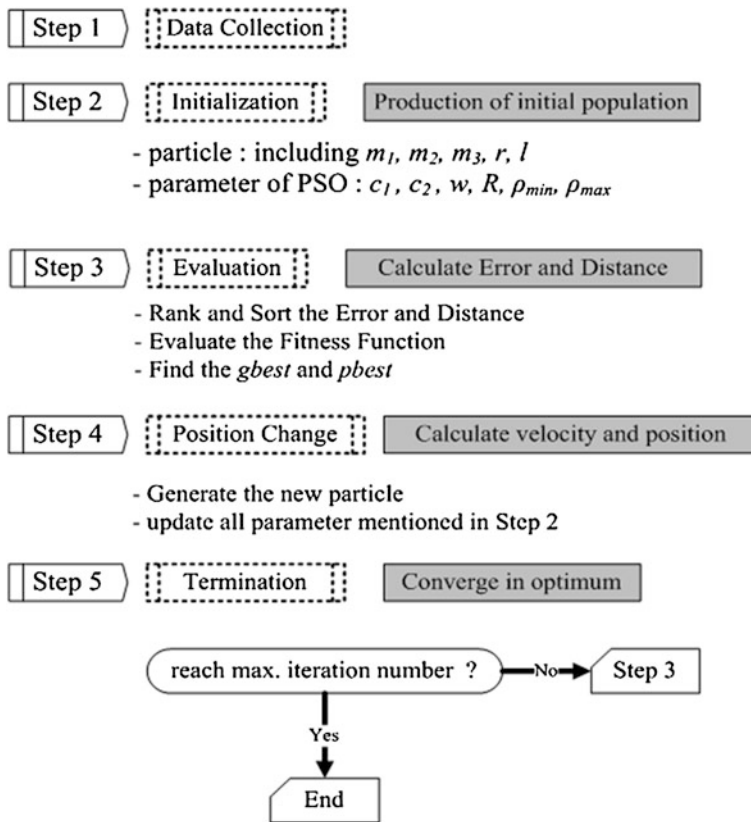 Step 1 Data Collection
Step 2 Initialization Production of initial population
- particle : including m1, m2, m3, r, l
- parameter of PSO : c1, c2, w, R, ρmin, ρmax
Step 3 Evaluation Calculate Error and Distance
- Rank and Sort the Error and Distance
- Evaluate the Fitness Function
- Find the gbest and pbest
Step 4 Position Change Calculate velocity and position
- Generate the new particle
- update all parameter mentioned in Step 2
Step 5 Termination Converge in optimum
reach max. iteration number ? No Step 3
Yes
End